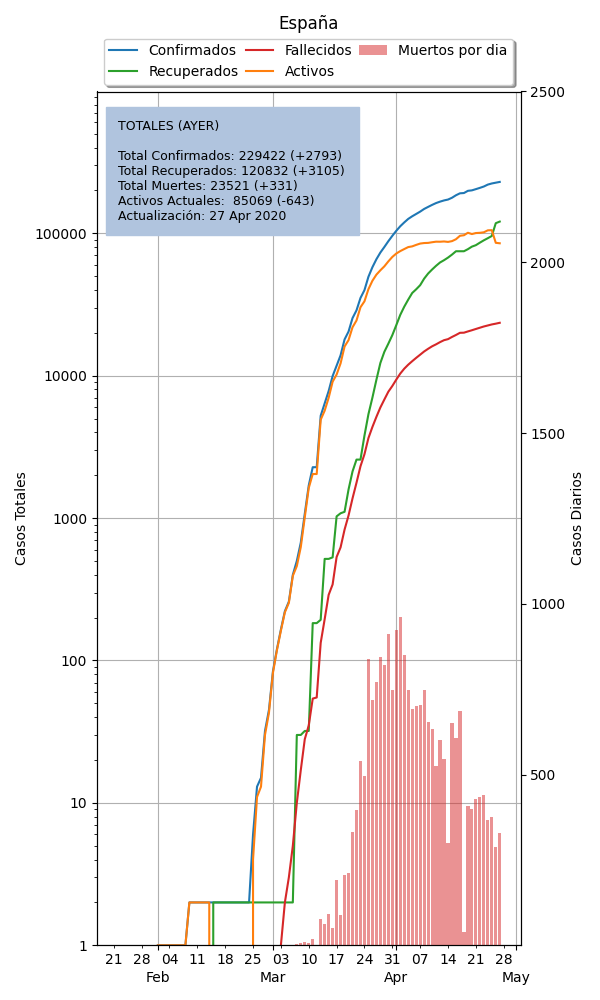 España
Confirmados
Recuperados
Fallecidos
Activos
Muertos por dia
TOTALES (AYER)
Total Confirmados: 229422 (+2793)
Total Recuperados: 120832 (+3105)
Total Muertes: 23521 (+331)
Activos Actuales:  85069 (-643)
Actualización: 27 Apr 2020
Casos Totales
100000
10000
1000
100
10
1
2500
2000
1500
1000
500
Casos Diarios
21 28 04 11 18 25 03 10 17 24 31 07 14 21 28
Feb Mar Apr May